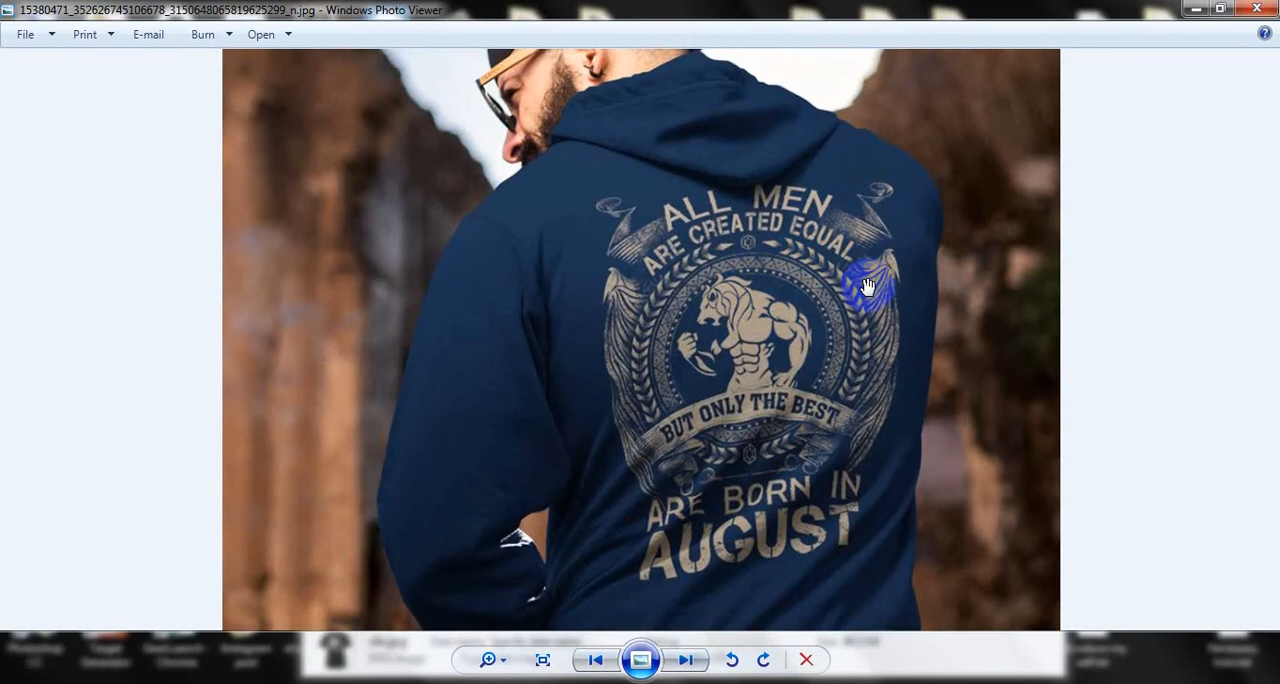 15380471_352626745106678_3150648065819625299_n.jpg - Windows Photo Viewer
File Print E-mail Burn Open
ALL MEN
ARE CREATED EQUAL
BUT ONLY THE BEST
ARE BORN IN
AUGUST